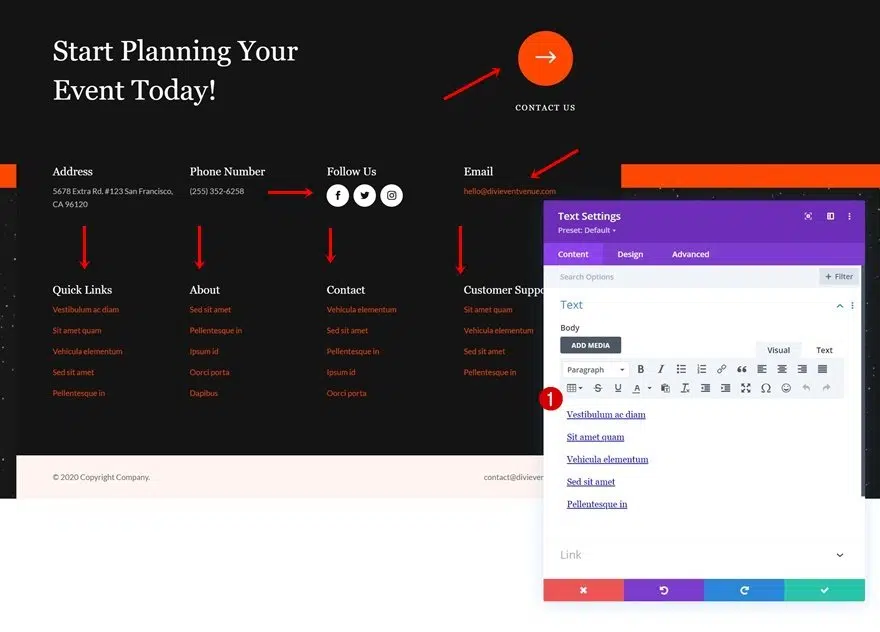 Start Planning Your
Event Today!
CONTACT US
Address
Phone Number
Follow Us
Email
5678 Extra Rd. #123 San Francisco,
CA 96120
(255) 352-6258
hello@divieventvenue.com
Quick Links
About
Contact
Customer Suppo
Vestibulum ac diam
Sed sit amet
Vehicula elementum
Sit amet quam
Sit amet quam
Pellentesque in
Sed sit amet
Vehicula elementum
Vehicula elementum
Ipsum id
Pellentesque in
Sed sit amet
Sed sit amet
Oorci porta
Ipsum id
Pellentesque in
Pellentesque in
Dapibus
Oorci porta
© 2020 Copyright Company.
contact@divieven
Text Settings
Preset: Default
Content
Design
Advanced
Search Options
+ Filter
Text
Body
ADD MEDIA
Visual
Text
Paragraph
1
Vestibulum ac diam
Sit amet quam
Vehicula elementum
Sed sit amet
Pellentesque in
Link